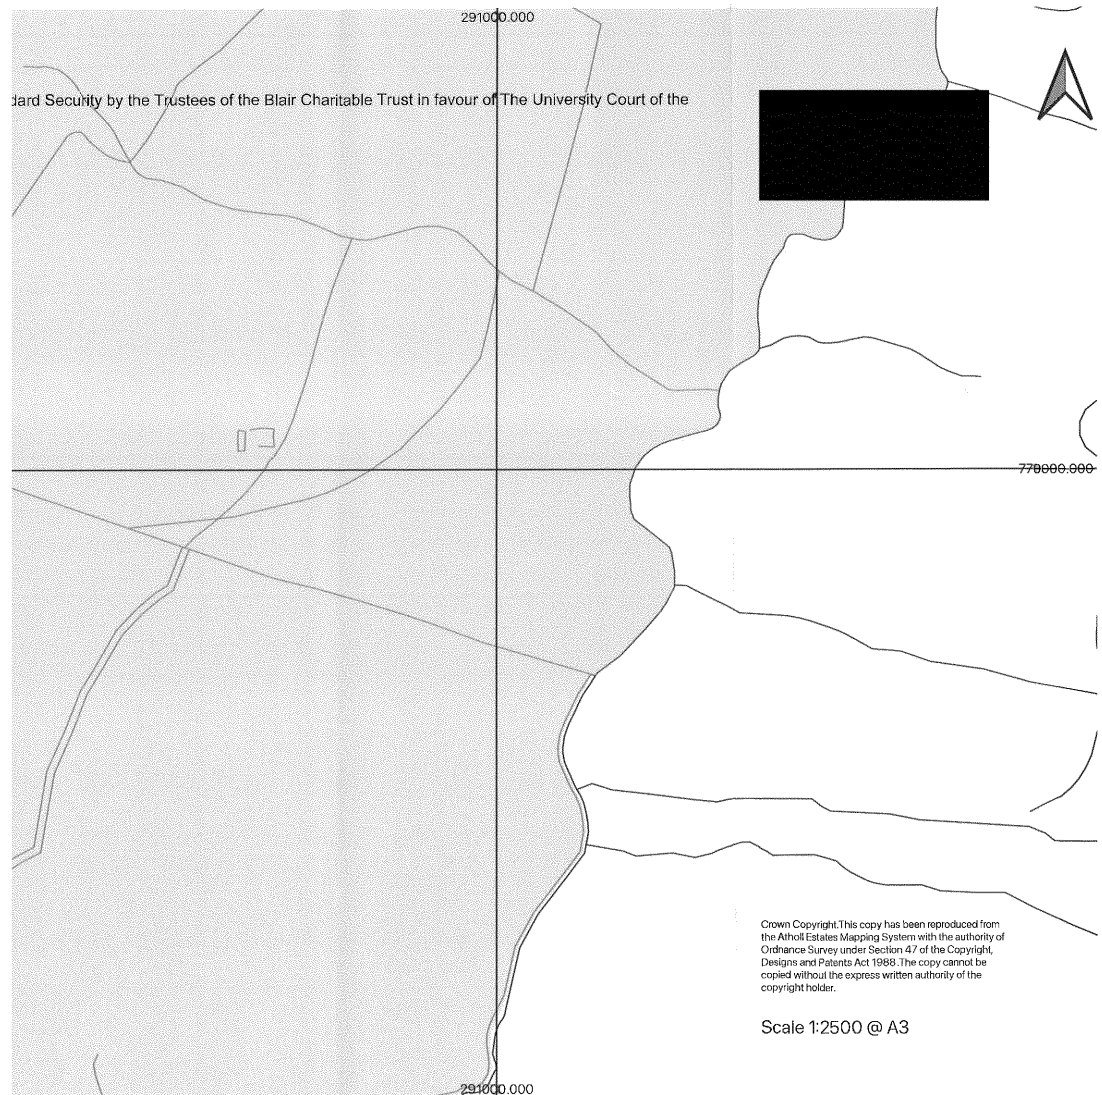 291000.000
dard Security by the Trustees of the Blair Charitable Trust in favour of The University Court of the
770000.000
Crown Copyright.This copy has been reproduced from
the Atholl Estates Mapping System with the authority of
Ordnance Survey under Section 47 of the Copyright,
Designs and Patents Act 1988.The copy cannot be
copied without the express written authority of the
copyright holder.
Scale 1:2500 @ A3
291000.000